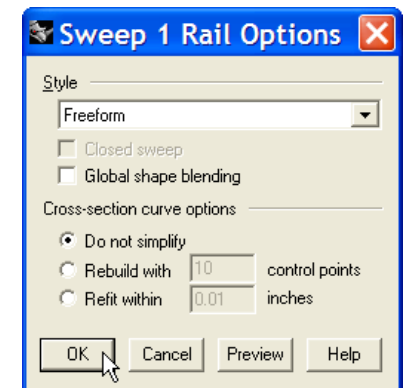 Sweep 1 Rail Options
Style
Freeform
Closed sweep
Global shape blending
Cross-section curve options
Do not simplify
Rebuild with 10 control points
Refit within 0.01 inches
OK Cancel Preview Help